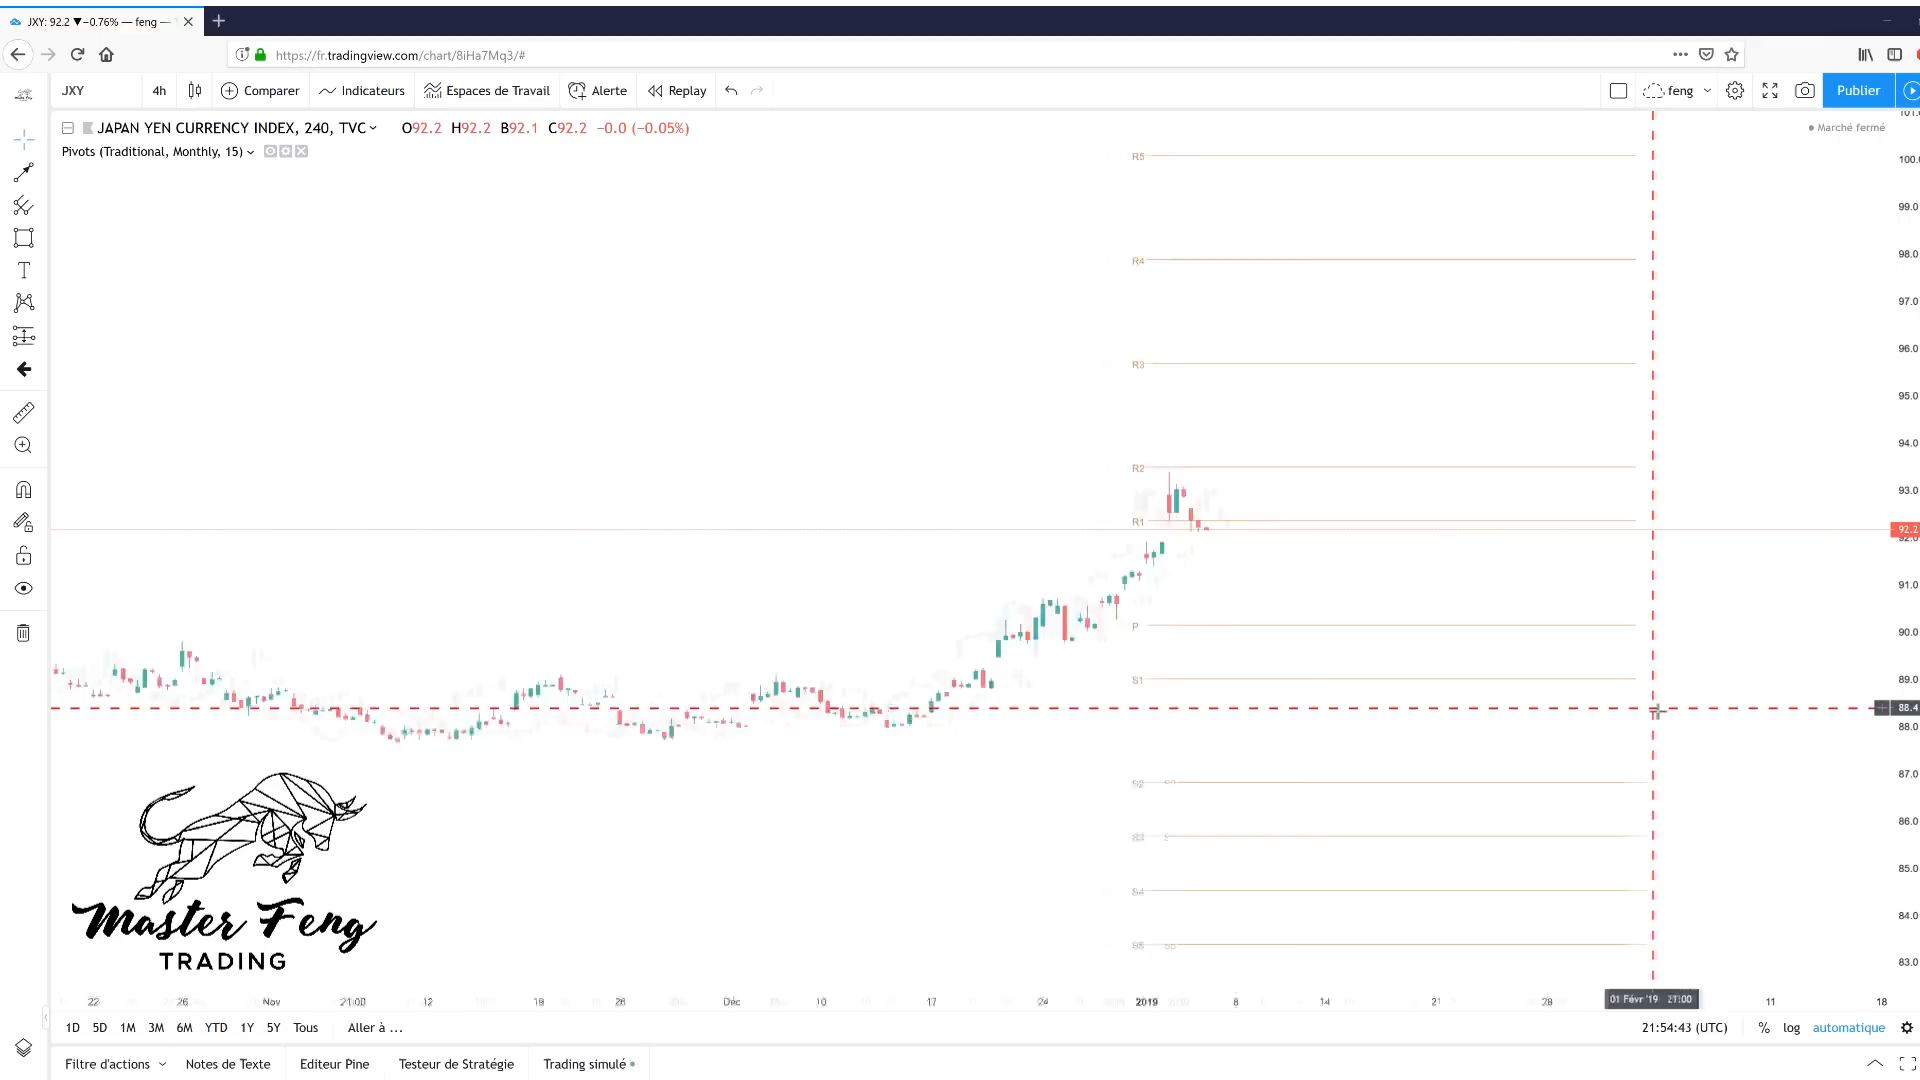 JXY: 92.2 ▼−0.76% — feng —
https://fr.tradingview.com/chart/8iHa7Mq3/#
JXY 4h Comparer Indicateurs Espaces de Travail Alerte Replay feng Publier
JAPAN YEN CURRENCY INDEX, 240, TVC O92.2 H92.2 B92.1 C92.2 −0.0 (−0.05%)
Marché fermé
Pivots (Traditional, Monthly, 15)
R5
R4
R3
R2
R1
P
S1
S2
S4
100.
99.0
98.0
97.0
96.0
95.0
94.0
93.0
92.2
92.0
91.0
90.0
89.0
88.4
88.0
87.0
86.0
85.0
84.0
83.0
Master Feng
TRADING
22 26 Nov 21:00 12 19 26 Déc 10 17 24 2019 8 14 21 28 01 Févr '19 21:00 11 18
1D 5D 1M 3M 6M YTD 1Y 5Y Tous Aller à ... 21:54:43 (UTC) % log automatique
Filtre d'actions Notes de Texte Editeur Pine Testeur de Stratégie Trading simulé